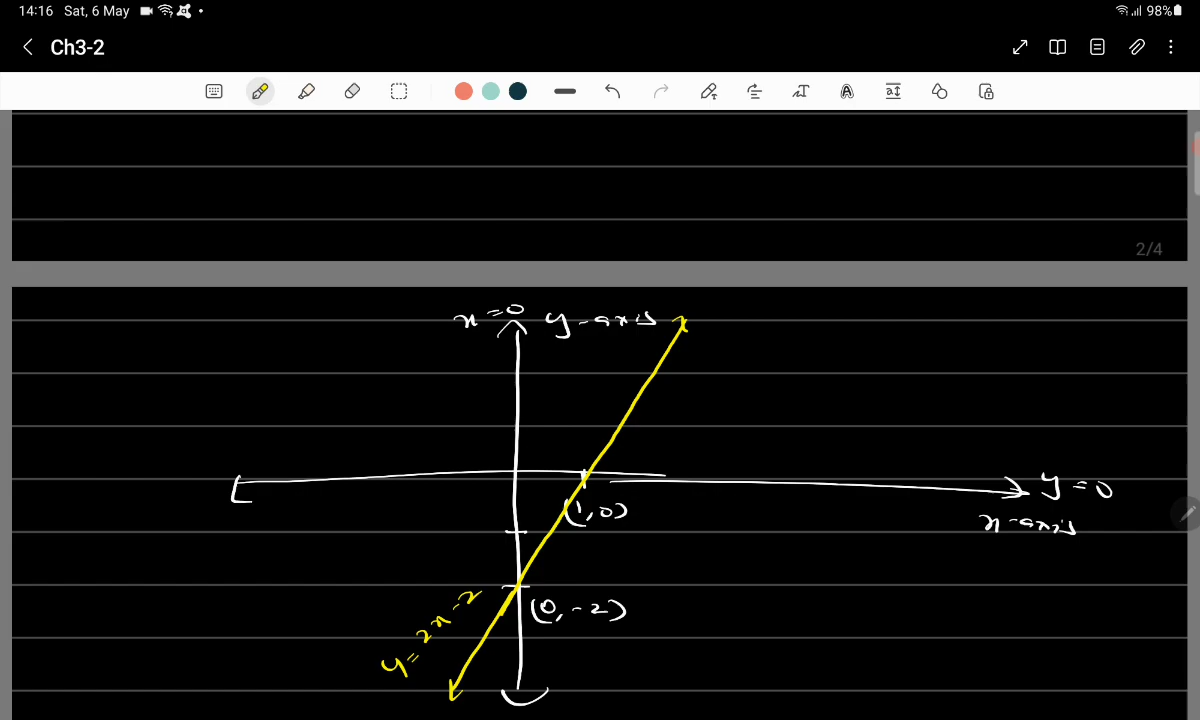 14:16 Sat, 6 May 98%
Ch3-2
2/4
x=0 y-axis
y=0
(1,0)
x-axis
(0,-2)
y=2x-2